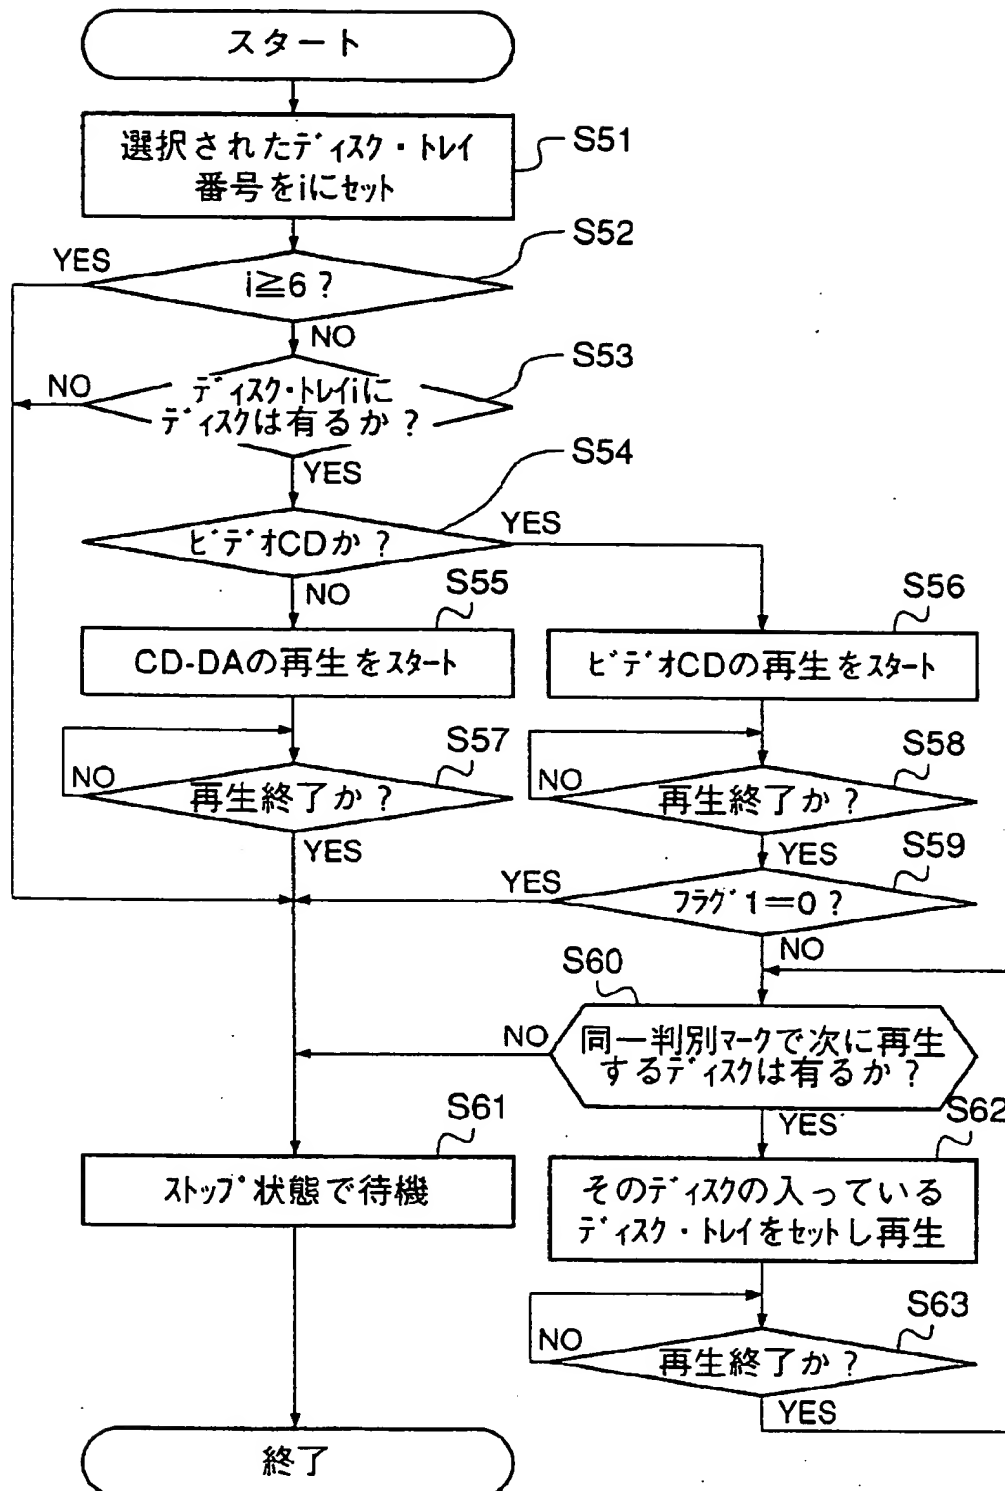 スタート
選択されたディスク・トレイ
番号をiにセット
S51
S52
YES
i≧6？
NO
S53
NO
ディスク・トレイiに
ディスクは有るか？
YES
S54
ビデオCDか？
YES
NO
S55
CD-DAの再生をスタート
S56
ビデオCDの再生をスタート
S57
NO
再生終了か？
YES
S58
NO
再生終了か？
YES
S59
YES
フラグ1=0？
NO
S60
NO
同一判別マークで次に再生
するディスクは有るか？
YES
S61
ストップ状態で待機
S62
そのディスクの入っている
ディスク・トレイをセットし再生
S63
NO
再生終了か？
YES
終了